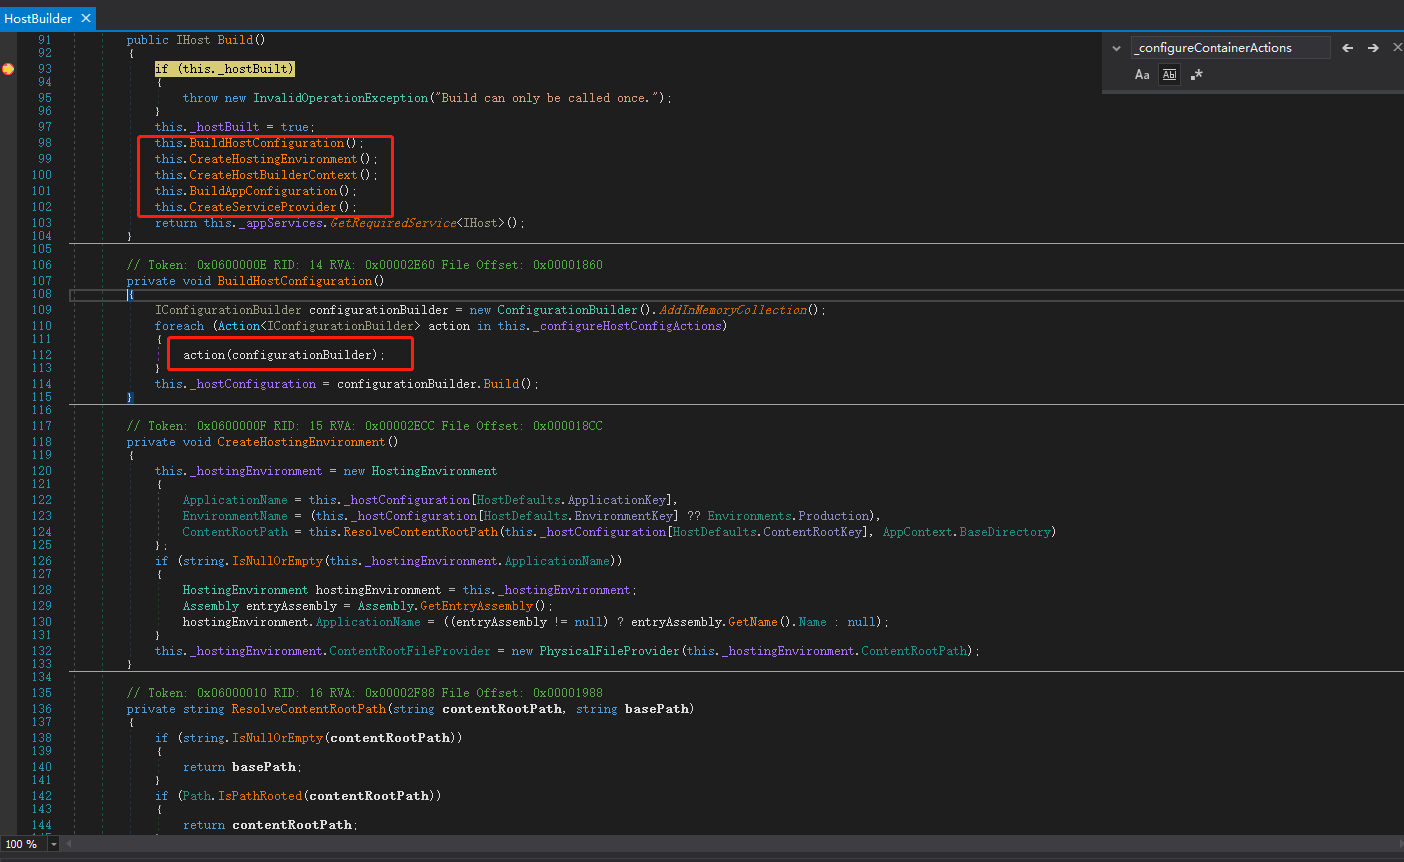 HostBuilder ✕
_configureContainerActions
Aa Ab| .*
91 public IHost Build()
92 {
93 if (this._hostBuilt)
94 {
95 throw new InvalidOperationException("Build can only be called once.");
96 }
97 this._hostBuilt = true;
98 this.BuildHostConfiguration();
99 this.CreateHostingEnvironment();
100 this.CreateHostBuilderContext();
101 this.BuildAppConfiguration();
102 this.CreateServiceProvider();
103 return this._appServices.GetRequiredService<IHost>();
104 }
105
106 // Token: 0x0600000E RID: 14 RVA: 0x00002E60 File Offset: 0x00001860
107 private void BuildHostConfiguration()
108 {
109 IConfigurationBuilder configurationBuilder = new ConfigurationBuilder().AddInMemoryCollection();
110 foreach (Action<IConfigurationBuilder> action in this._configureHostConfigActions)
111 {
112 action(configurationBuilder);
113 }
114 this._hostConfiguration = configurationBuilder.Build();
115 }
116
117 // Token: 0x0600000F RID: 15 RVA: 0x00002ECC File Offset: 0x000018CC
118 private void CreateHostingEnvironment()
119 {
120 this._hostingEnvironment = new HostingEnvironment
121 {
122 ApplicationName = this._hostConfiguration[HostDefaults.ApplicationKey],
123 EnvironmentName = (this._hostConfiguration[HostDefaults.EnvironmentKey] ?? Environments.Production),
124 ContentRootPath = this.ResolveContentRootPath(this._hostConfiguration[HostDefaults.ContentRootKey], AppContext.BaseDirectory)
125 };
126 if (string.IsNullOrEmpty(this._hostingEnvironment.ApplicationName))
127 {
128 HostingEnvironment hostingEnvironment = this._hostingEnvironment;
129 Assembly entryAssembly = Assembly.GetEntryAssembly();
130 hostingEnvironment.ApplicationName = ((entryAssembly != null) ? entryAssembly.GetName().Name : null);
131 }
132 this._hostingEnvironment.ContentRootFileProvider = new PhysicalFileProvider(this._hostingEnvironment.ContentRootPath);
133 }
134
135 // Token: 0x06000010 RID: 16 RVA: 0x00002F88 File Offset: 0x00001988
136 private string ResolveContentRootPath(string contentRootPath, string basePath)
137 {
138 if (string.IsNullOrEmpty(contentRootPath))
139 {
140 return basePath;
141 }
142 if (Path.IsPathRooted(contentRootPath))
143 {
144 return contentRootPath;
100 %